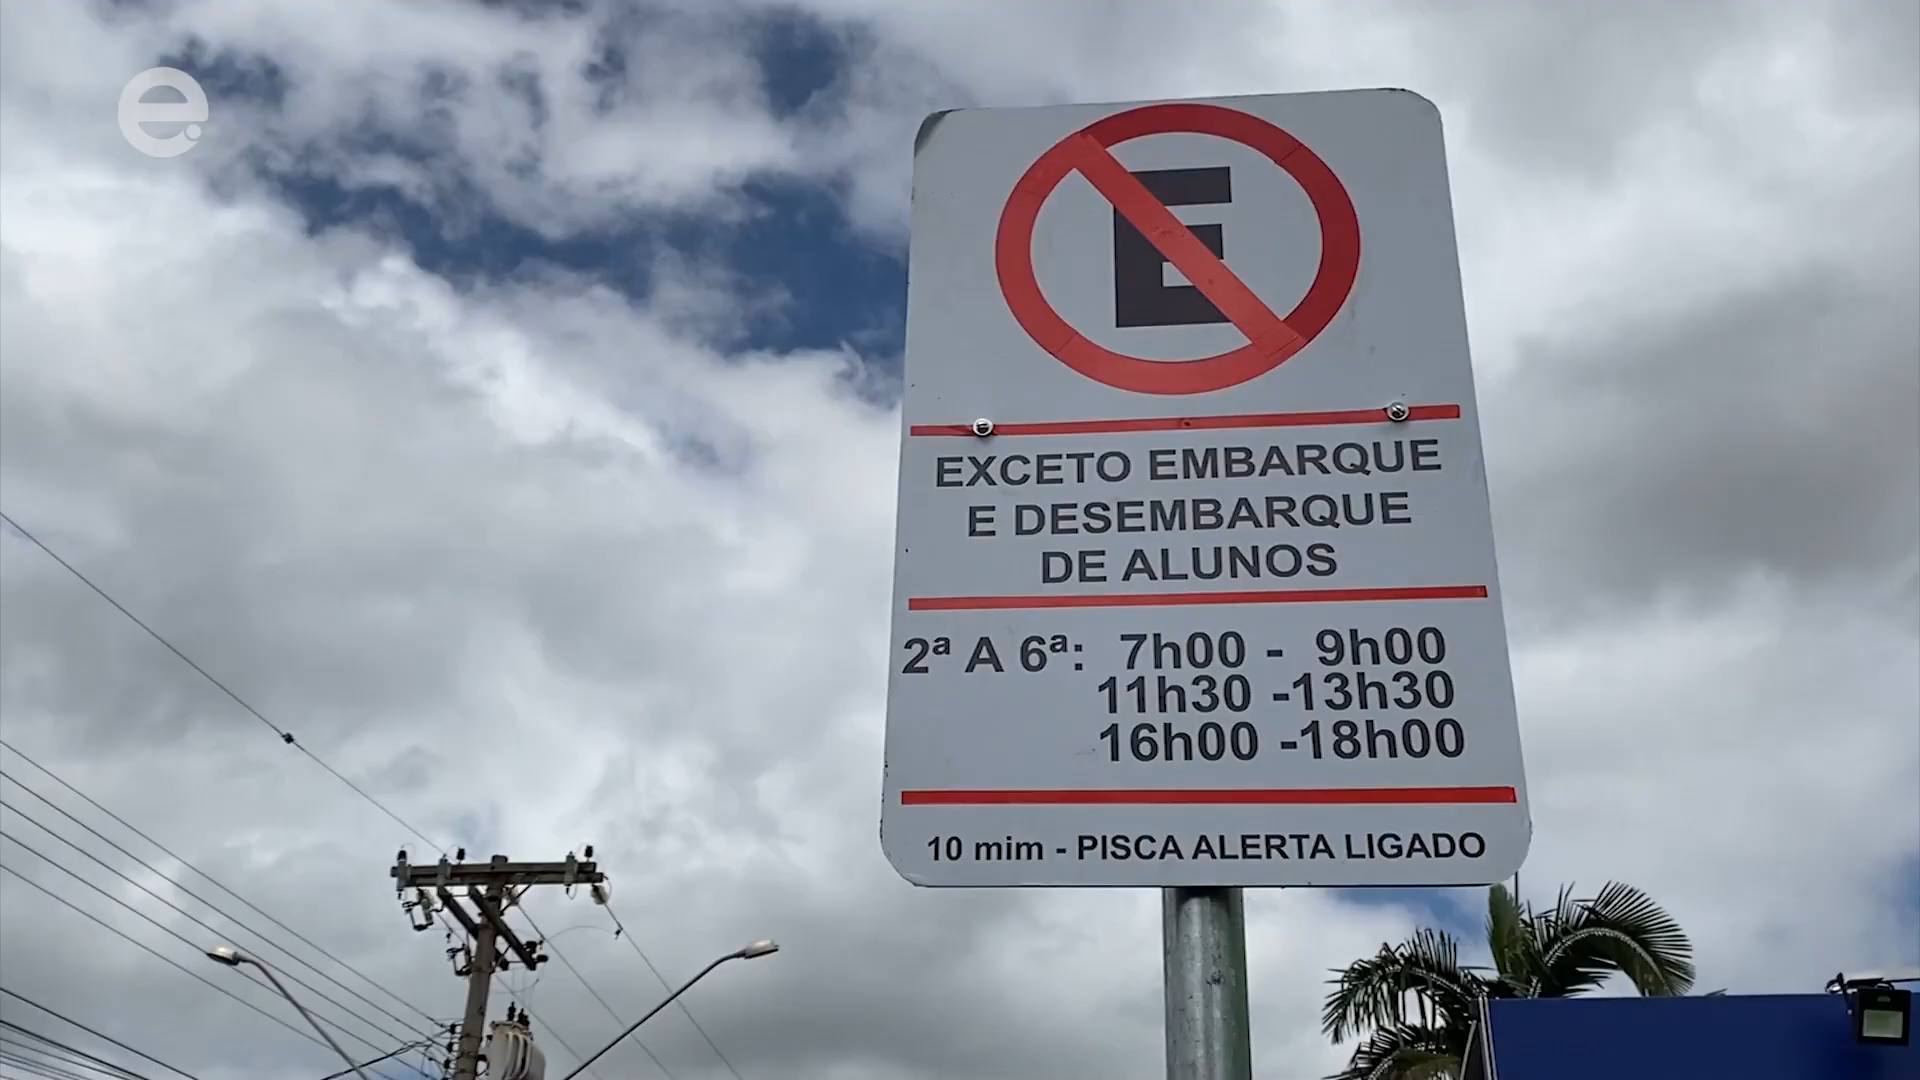 e.
E
EXCETO EMBARQUE
E DESEMBARQUE
DE ALUNOS
2ª A 6ª: 7h00 - 9h00
11h30 -13h30
16h00 -18h00
10 mim - PISCA ALERTA LIGADO